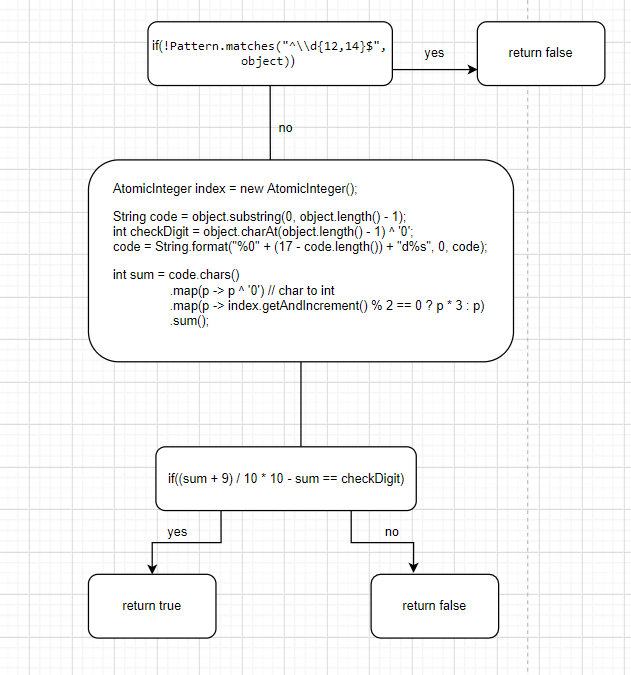 if(!Pattern.matches("^\\d{12,14}$",
object))
yes
return false
no
AtomicInteger index = new AtomicInteger();
String code = object.substring(0, object.length() - 1);
int checkDigit = object.charAt(object.length() - 1) ^ '0';
code = String.format("%0" + (17 - code.length()) + "d%s", 0, code);
int sum = code.chars()
.map(p -> p ^ '0') // char to int
.map(p -> index.getAndIncrement() % 2 == 0 ? p * 3 : p)
.sum();
if((sum + 9) / 10 * 10 - sum == checkDigit)
yes
no
return true
return false